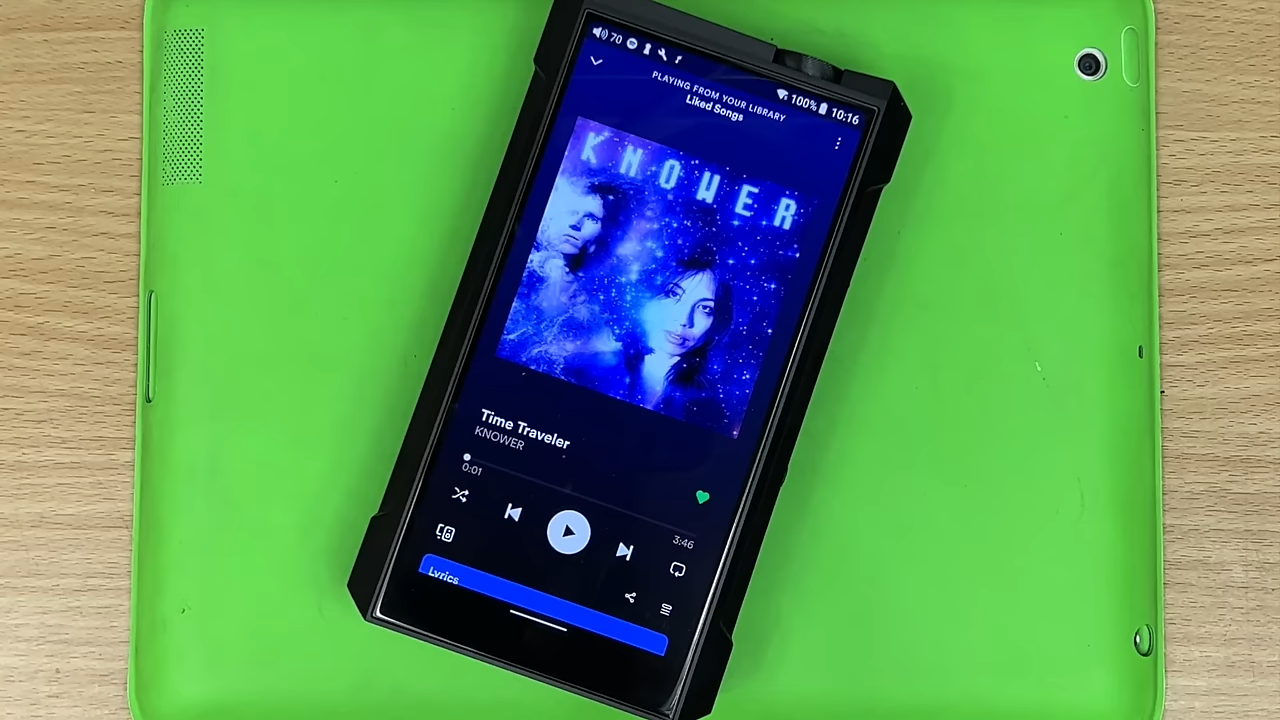 70
100% 10:16
PLAYING FROM YOUR LIBRARY
Liked Songs
KNOWER
Time Traveler
KNOWER
0:01
3:46
Lyrics